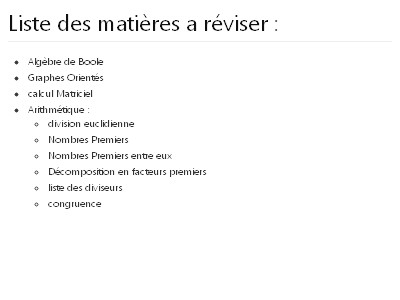 Liste des matières a réviser :
Algèbre de Boole
Graphes Orientés
calcul Matriciel
Arithmétique :
division euclidienne
Nombres Premiers
Nombres Premiers entre eux
Décomposition en facteurs premiers
liste des diviseurs
congruence